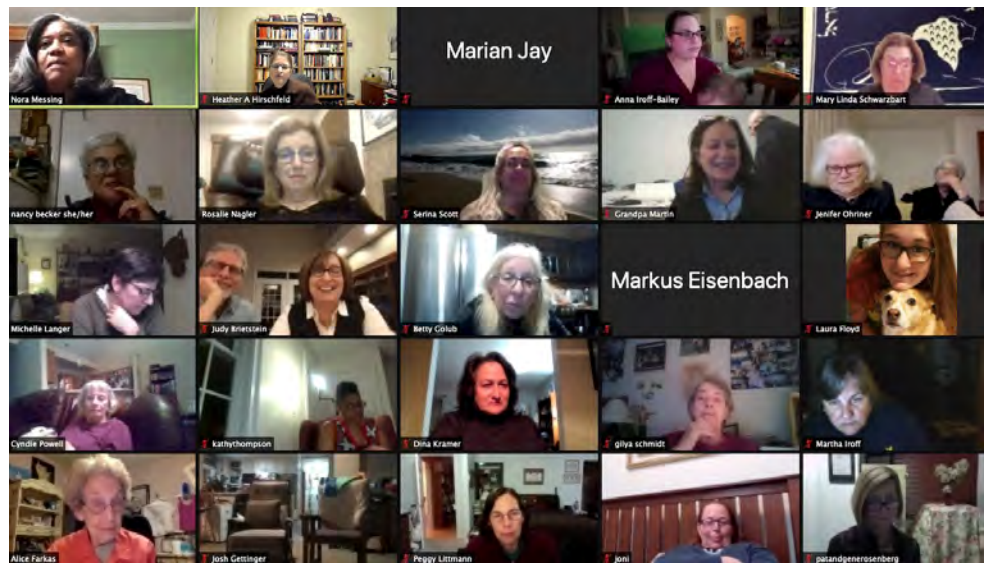 Marian Jay
Nora Messing
Heather A Hirschfeld
Anna Iroff-Bailey
Mary Linda Schwarzbart
nancy becker she/her
Rosalie Nagler
Serina Scott
Grandpa Martin
Jenifer Ohriner
Markus Eisenbach
Michelle Langer
Judy Brietstein
Betty Golub
Laura Floyd
Cyndie Powell
kathythompson
Dina Kramer
gilya schmidt
Martha Iroff
Alice Farkas
Josh Gettinger
Peggy Littmann
joni
patandgenerosenberg